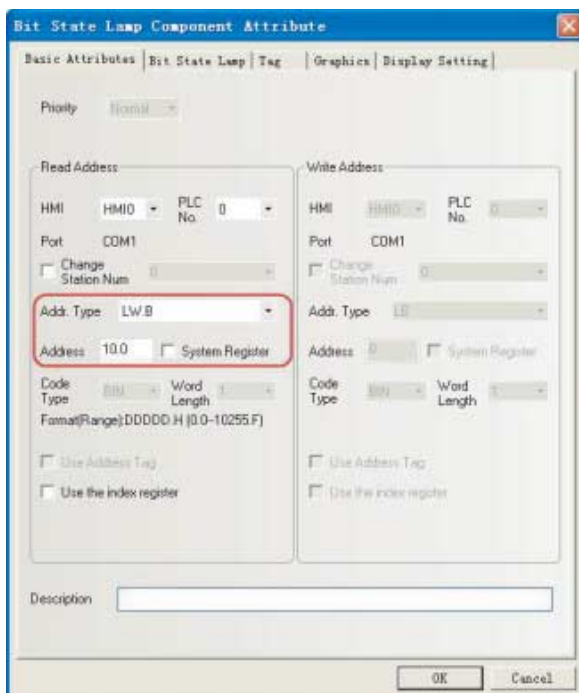 Bit State Lamp Component Attribute
Basic Attributes Bit State Lamp Tag Graphics Display Setting
Priority Normal
Read Address
HMI HMI0 PLC No. 0
Port COM1
Change Station Num 0
Addr. Type LW.B
Address 10.0 System Register
Code Type BIN Word Length 1
Format(Range):DDDDD.H (0.0~10255.F)
Use Address Tag
Use the index register
Write Address
HMI HMI0 PLC No. 0
Port COM1
Change Station Num 0
Addr. Type LB
Address 0 System Register
Code Type BIN Word Length 1
Use Address Tag
Use the index register
Description
OK Cancel